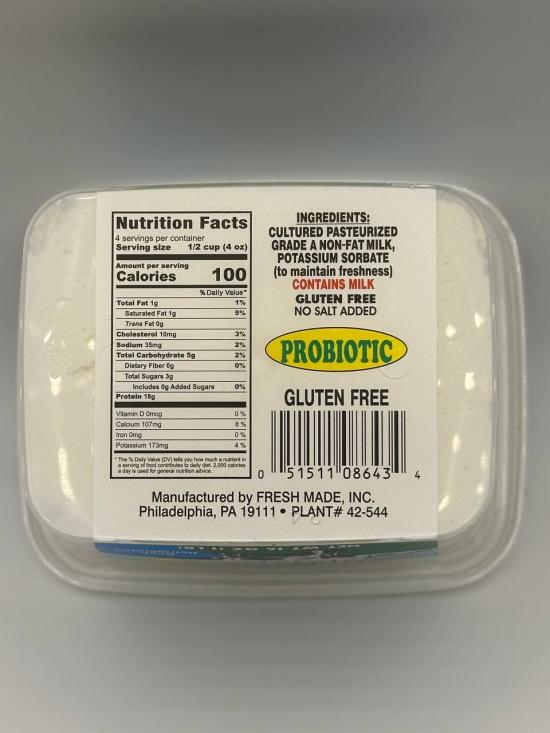 Nutrition Facts
4 servings per container
Serving size 1/2 cup (4 oz)
Amount per serving
Calories 100
% Daily Value*
Total Fat 1g 1%
Saturated Fat 1g 5%
Trans Fat 0g
Cholesterol 10mg 3%
Sodium 35mg 2%
Total Carbohydrate 5g 2%
Dietary Fiber 0g 0%
Total Sugars 3g
Includes 0g Added Sugars 0%
Protein 18g
Vitamin D 0mcg 0 %
Calcium 107mg 8 %
Iron 0mg 0 %
Potassium 173mg 4 %
* The % Daily Value (DV) tells you how much a nutrient in
a serving of food contributes to daily diet. 2,000 calories
a day is used for general nutrition advice.
INGREDIENTS:
CULTURED PASTEURIZED
GRADE A NON-FAT MILK,
POTASSIUM SORBATE
(to maintain freshness)
CONTAINS MILK
GLUTEN FREE
NO SALT ADDED
PROBIOTIC
GLUTEN FREE
0 51511 08643 4
Manufactured by FRESH MADE, INC.
Philadelphia, PA 19111 • PLANT# 42-544
NET WT 16 OZ (1 LB)